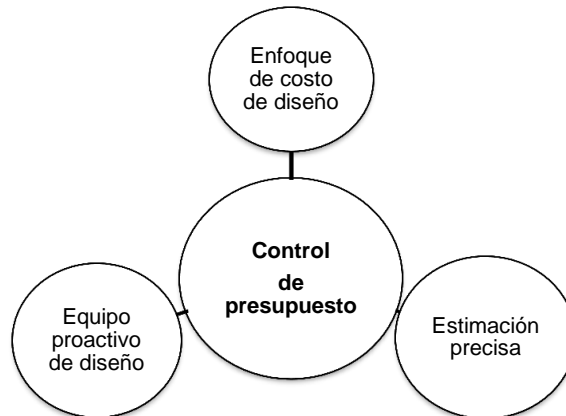 Enfoque
de costo
de diseño
Control
de
presupuesto
Equipo
proactivo
de diseño
Estimación
precisa